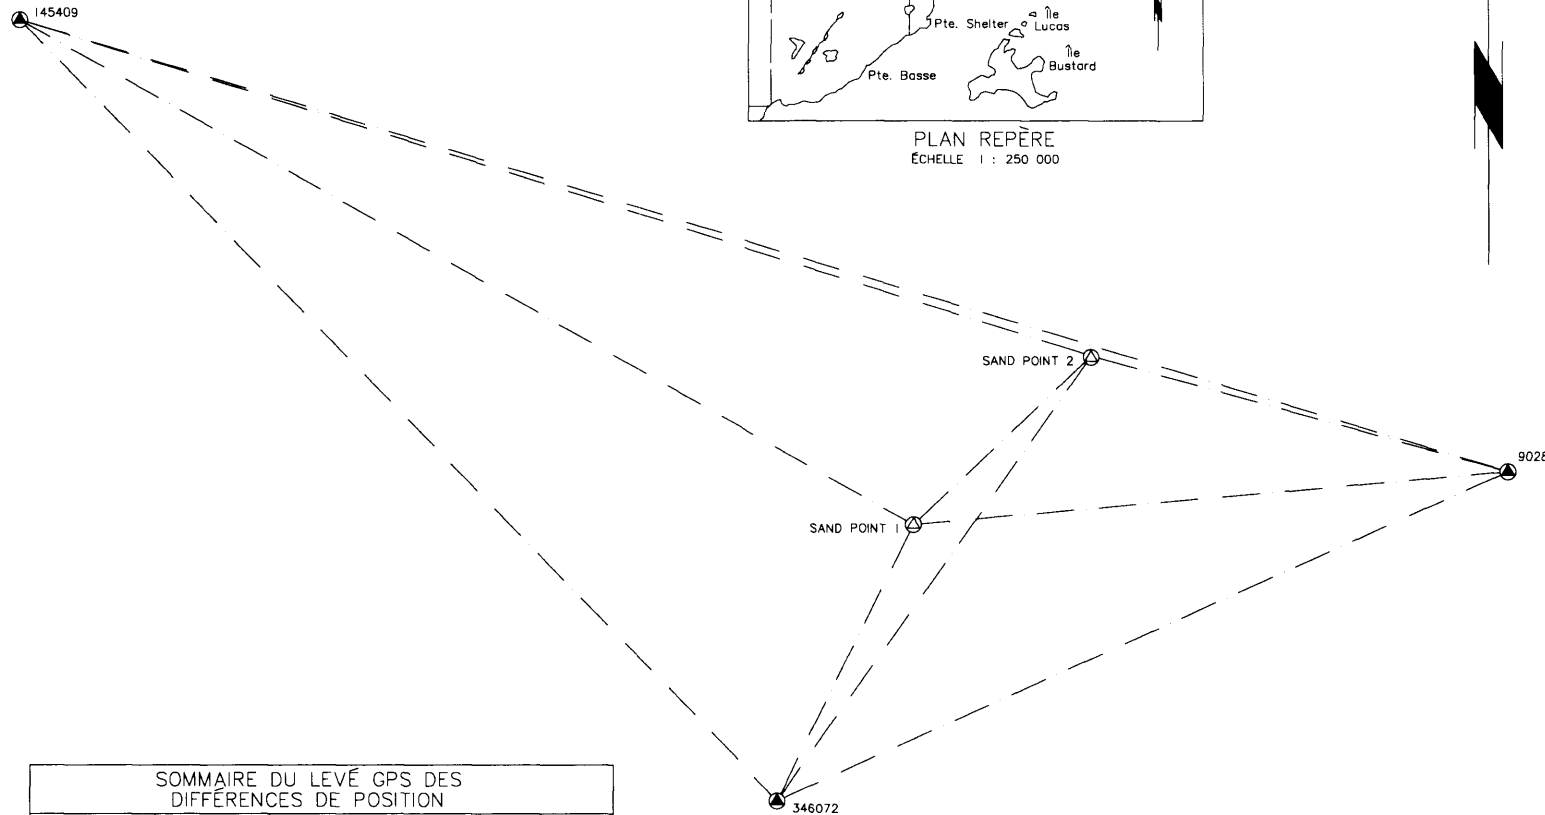 145409
Pte. Shelter
Île
Lucas
Île
Bustard
Pte. Basse
PLAN REPÈRE
ÉCHELLE 1 : 250 000
SAND POINT 2
9028
SAND POINT 1
SOMMAIRE DU LEVÉ GPS DES
DIFFÉRENCES DE POSITION
346072